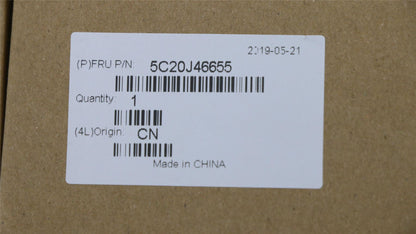 2019-05-21
(P)FRU P/N: 5C20J46655
Quantity: 1
(4L)Origin: CN
Made in CHINA